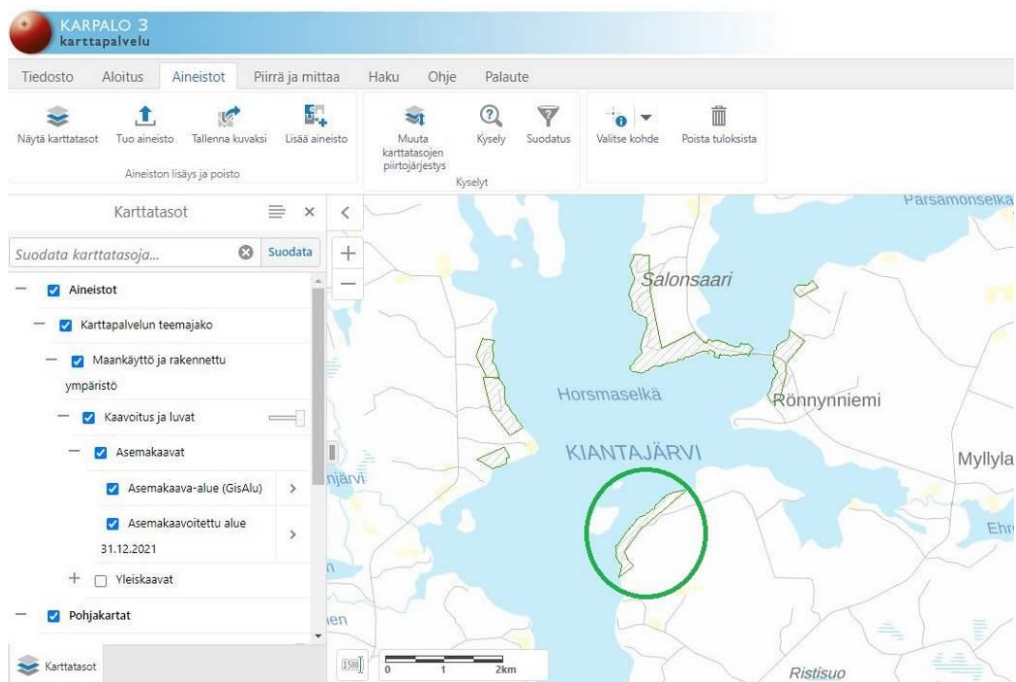 KARPALO 3
karttapalvelu
Tiedosto Aloitus Aineistot Piirrä ja mittaa Haku Ohje Palaute
Näytä karttatasot Tuo aineisto Tallenna kuvaksi Lisää aineisto
Aineiston lisäys ja poisto
Muuta
karttatasojen
piirtojärjestys
Kysely Suodatus
Kyselyt
Valitse kohde Poista tuloksista
Karttatasot
Suodata karttatasoja... Suodata
Aineistot
Karttapalvelun teemajako
Maankäyttö ja rakennettu
ympäristö
Kaavoitus ja luvat
Asemakaavat
Asemakaava-alue (GisAlu)
Asemakaavoitettu alue
31.12.2021
Yleiskaavat
Pohjakartat
Karttatasot
Parsamonselkä
Salonsaari
Horsmaselkä
Rönnynniemi
KIANTAJÄRVI
Myllyla
njärvi
Ehre
n
nen
Ristisuo
0 1 2km